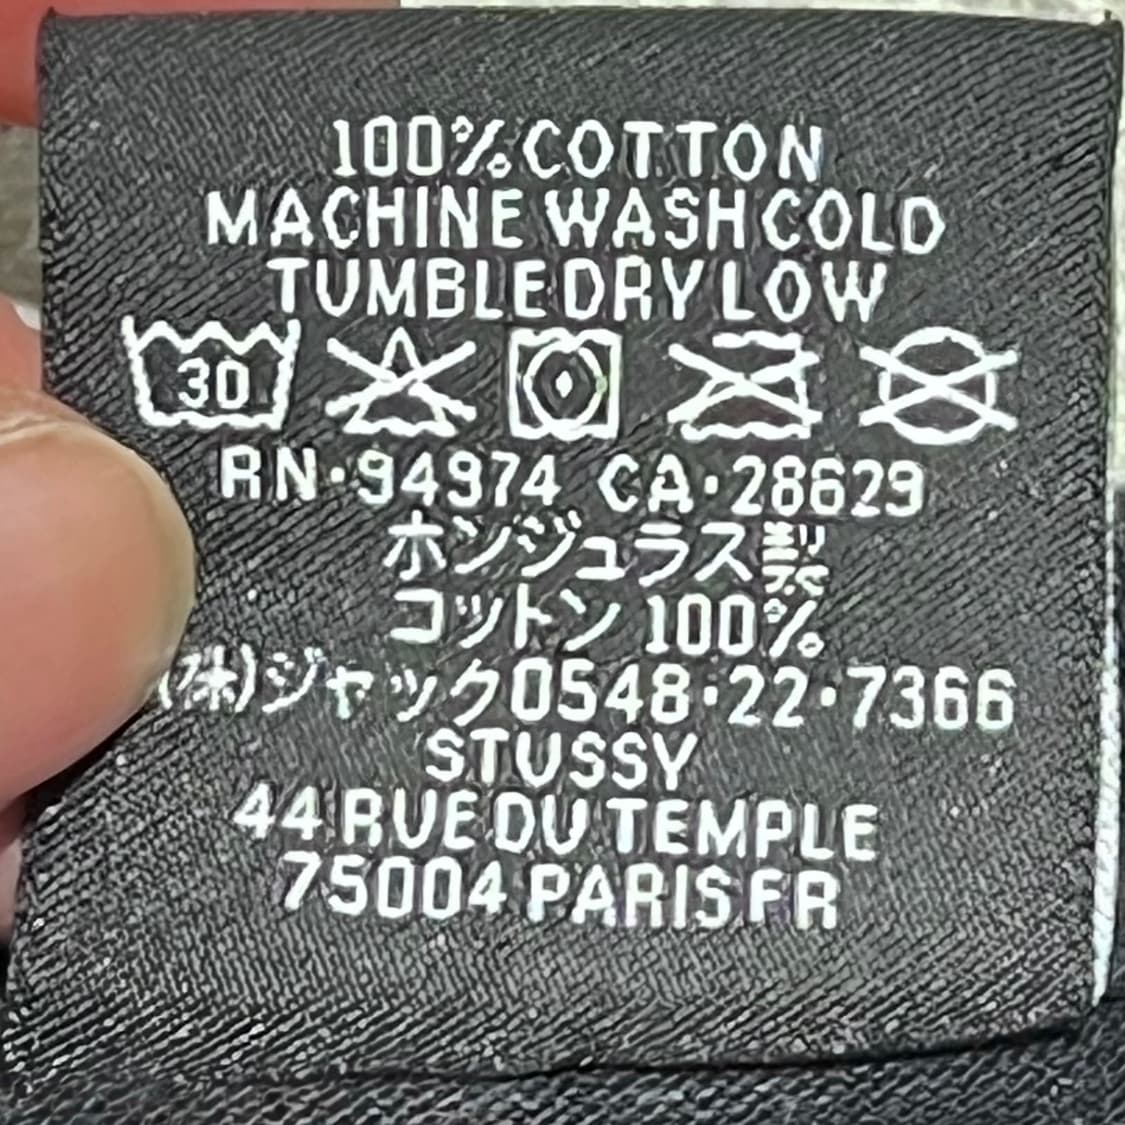 100% COTTON
MACHINE WASH COLD
TUMBLE DRY LOW
30
RN·94974 CA·28629
ホンジュラス製
コットン 100%
(株)ジャック0548·22·7366
STUSSY
44 RUE DU TEMPLE
75004 PARIS FR